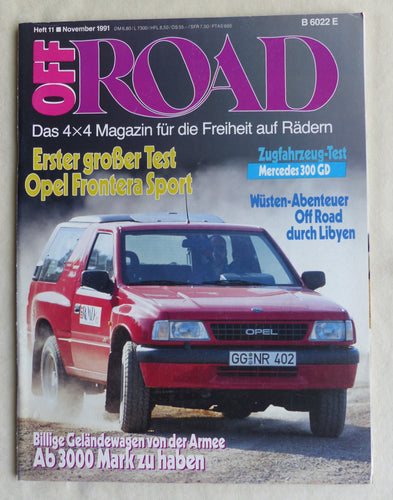 Heft 11 ■ November 1991
B 6022 E
OFF ROAD
Das 4×4 Magazin für die Freiheit auf Rädern
Erster großer Test
Opel Frontera Sport
Zugfahrzeug-Test
Mercedes 300 GD
Wüsten-Abenteuer
Off Road
durch Libyen
OPEL
GG NR 402
Billige Geländewagen von der Armee
Ab 3000 Mark zu haben